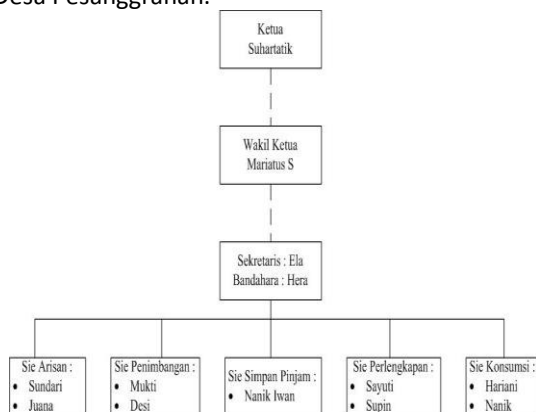 Desa Pesanggrahan.
Ketua
Suhartatik
Wakil Ketua
Mariatus S
Sekretaris : Ela
Bandahara : Hera
Sie Arisan :
• Sundari
• Juana
Sie Penimbangan :
• Mukti
• Desi
Sie Simpan Pinjam :
• Nanik Iwan
Sie Perlengkapan :
• Sayuti
• Supin
Sie Konsumsi :
• Hariani
• Nanik